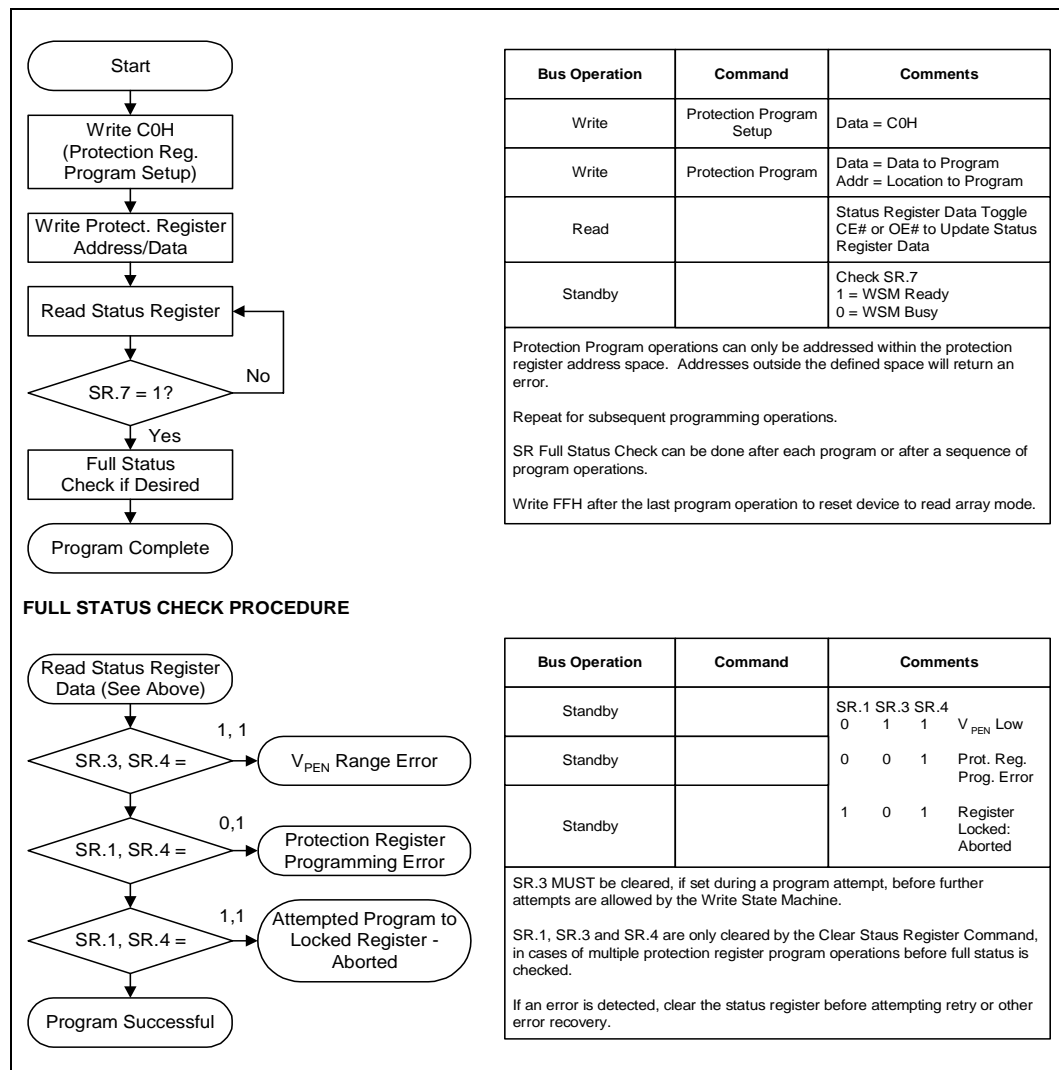 Start
Write C0H
(Protection Reg.
Program Setup)
Write Protect. Register
Address/Data
Read Status Register
No
SR.7 = 1?
Yes
Full Status
Check if Desired
Program Complete
Bus Operation Command Comments
Write Protection Program
Setup Data = C0H
Write Protection Program Data = Data to Program
Addr = Location to Program
Read Status Register Data Toggle
CE# or OE# to Update Status
Register Data
Standby Check SR.7
1 = WSM Ready
0 = WSM Busy
Protection Program operations can only be addressed within the protection
register address space. Addresses outside the defined space will return an
error.
Repeat for subsequent programming operations.
SR Full Status Check can be done after each program or after a sequence of
program operations.
Write FFH after the last program operation to reset device to read array mode.
FULL STATUS CHECK PROCEDURE
Read Status Register
Data (See Above)
1, 1
SR.3, SR.4 =
VPEN Range Error
0,1
SR.1, SR.4 =
Protection Register
Programming Error
1,1
SR.1, SR.4 =
Attempted Program to
Locked Register -
Aborted
Program Successful
Bus Operation Command Comments
Standby SR.1 SR.3 SR.4
0 1 1 VPEN Low
Standby 0 0 1 Prot. Reg.
Prog. Error
Standby 1 0 1 Register
Locked:
Aborted
SR.3 MUST be cleared, if set during a program attempt, before further
attempts are allowed by the Write State Machine.
SR.1, SR.3 and SR.4 are only cleared by the Clear Staus Register Command,
in cases of multiple protection register program operations before full status is
checked.
If an error is detected, clear the status register before attempting retry or other
error recovery.